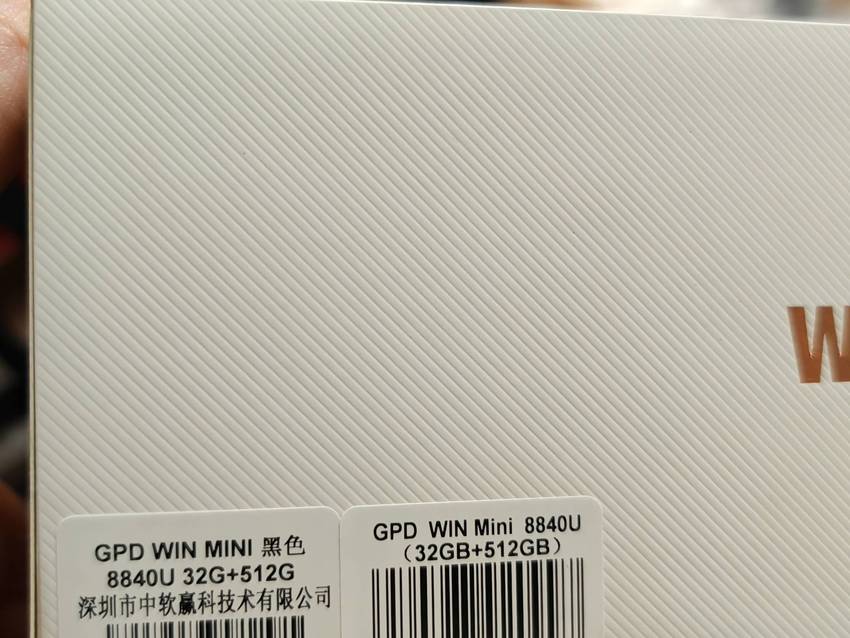 W
GPD WIN MINI 黑色
8840U 32G+512G
深圳市中软赢科技术有限公司
GPD WIN Mini 8840U
（32GB+512GB）